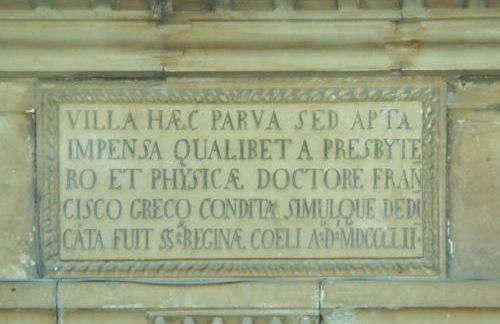 VILLA HÆC PARVA SED APTA
IMPENSA QUALIBET A PRESBYTE
RO ET PHYSICÆ DOCTORE FRAN
CISCO GRECO CONDITA SIMULQUE DEDI
CATA FUIT SS.Æ REGINÆ COELI A.º D.º MDCCCLII.